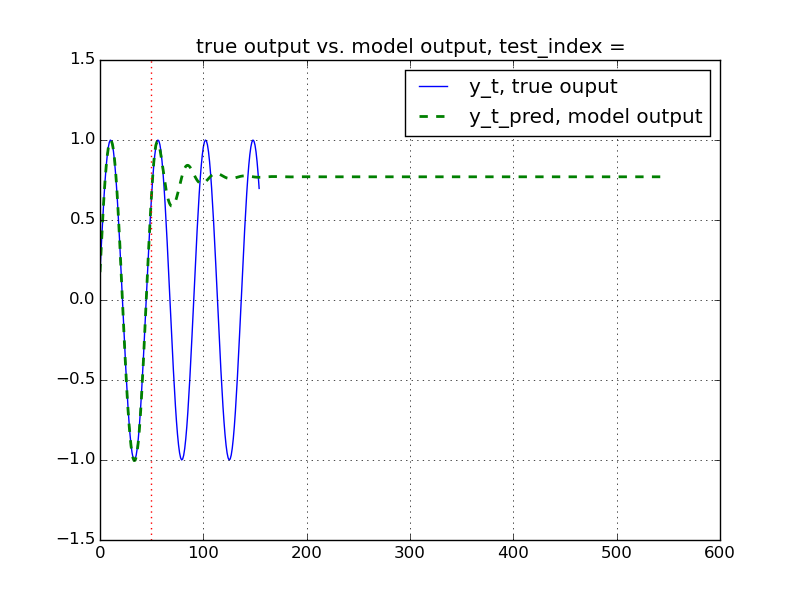 true output vs. model output, test_index =
y_t, true ouput
y_t_pred, model output
1.5
1.0
0.5
0.0
−0.5
−1.0
−1.5
0 100 200 300 400 500 600